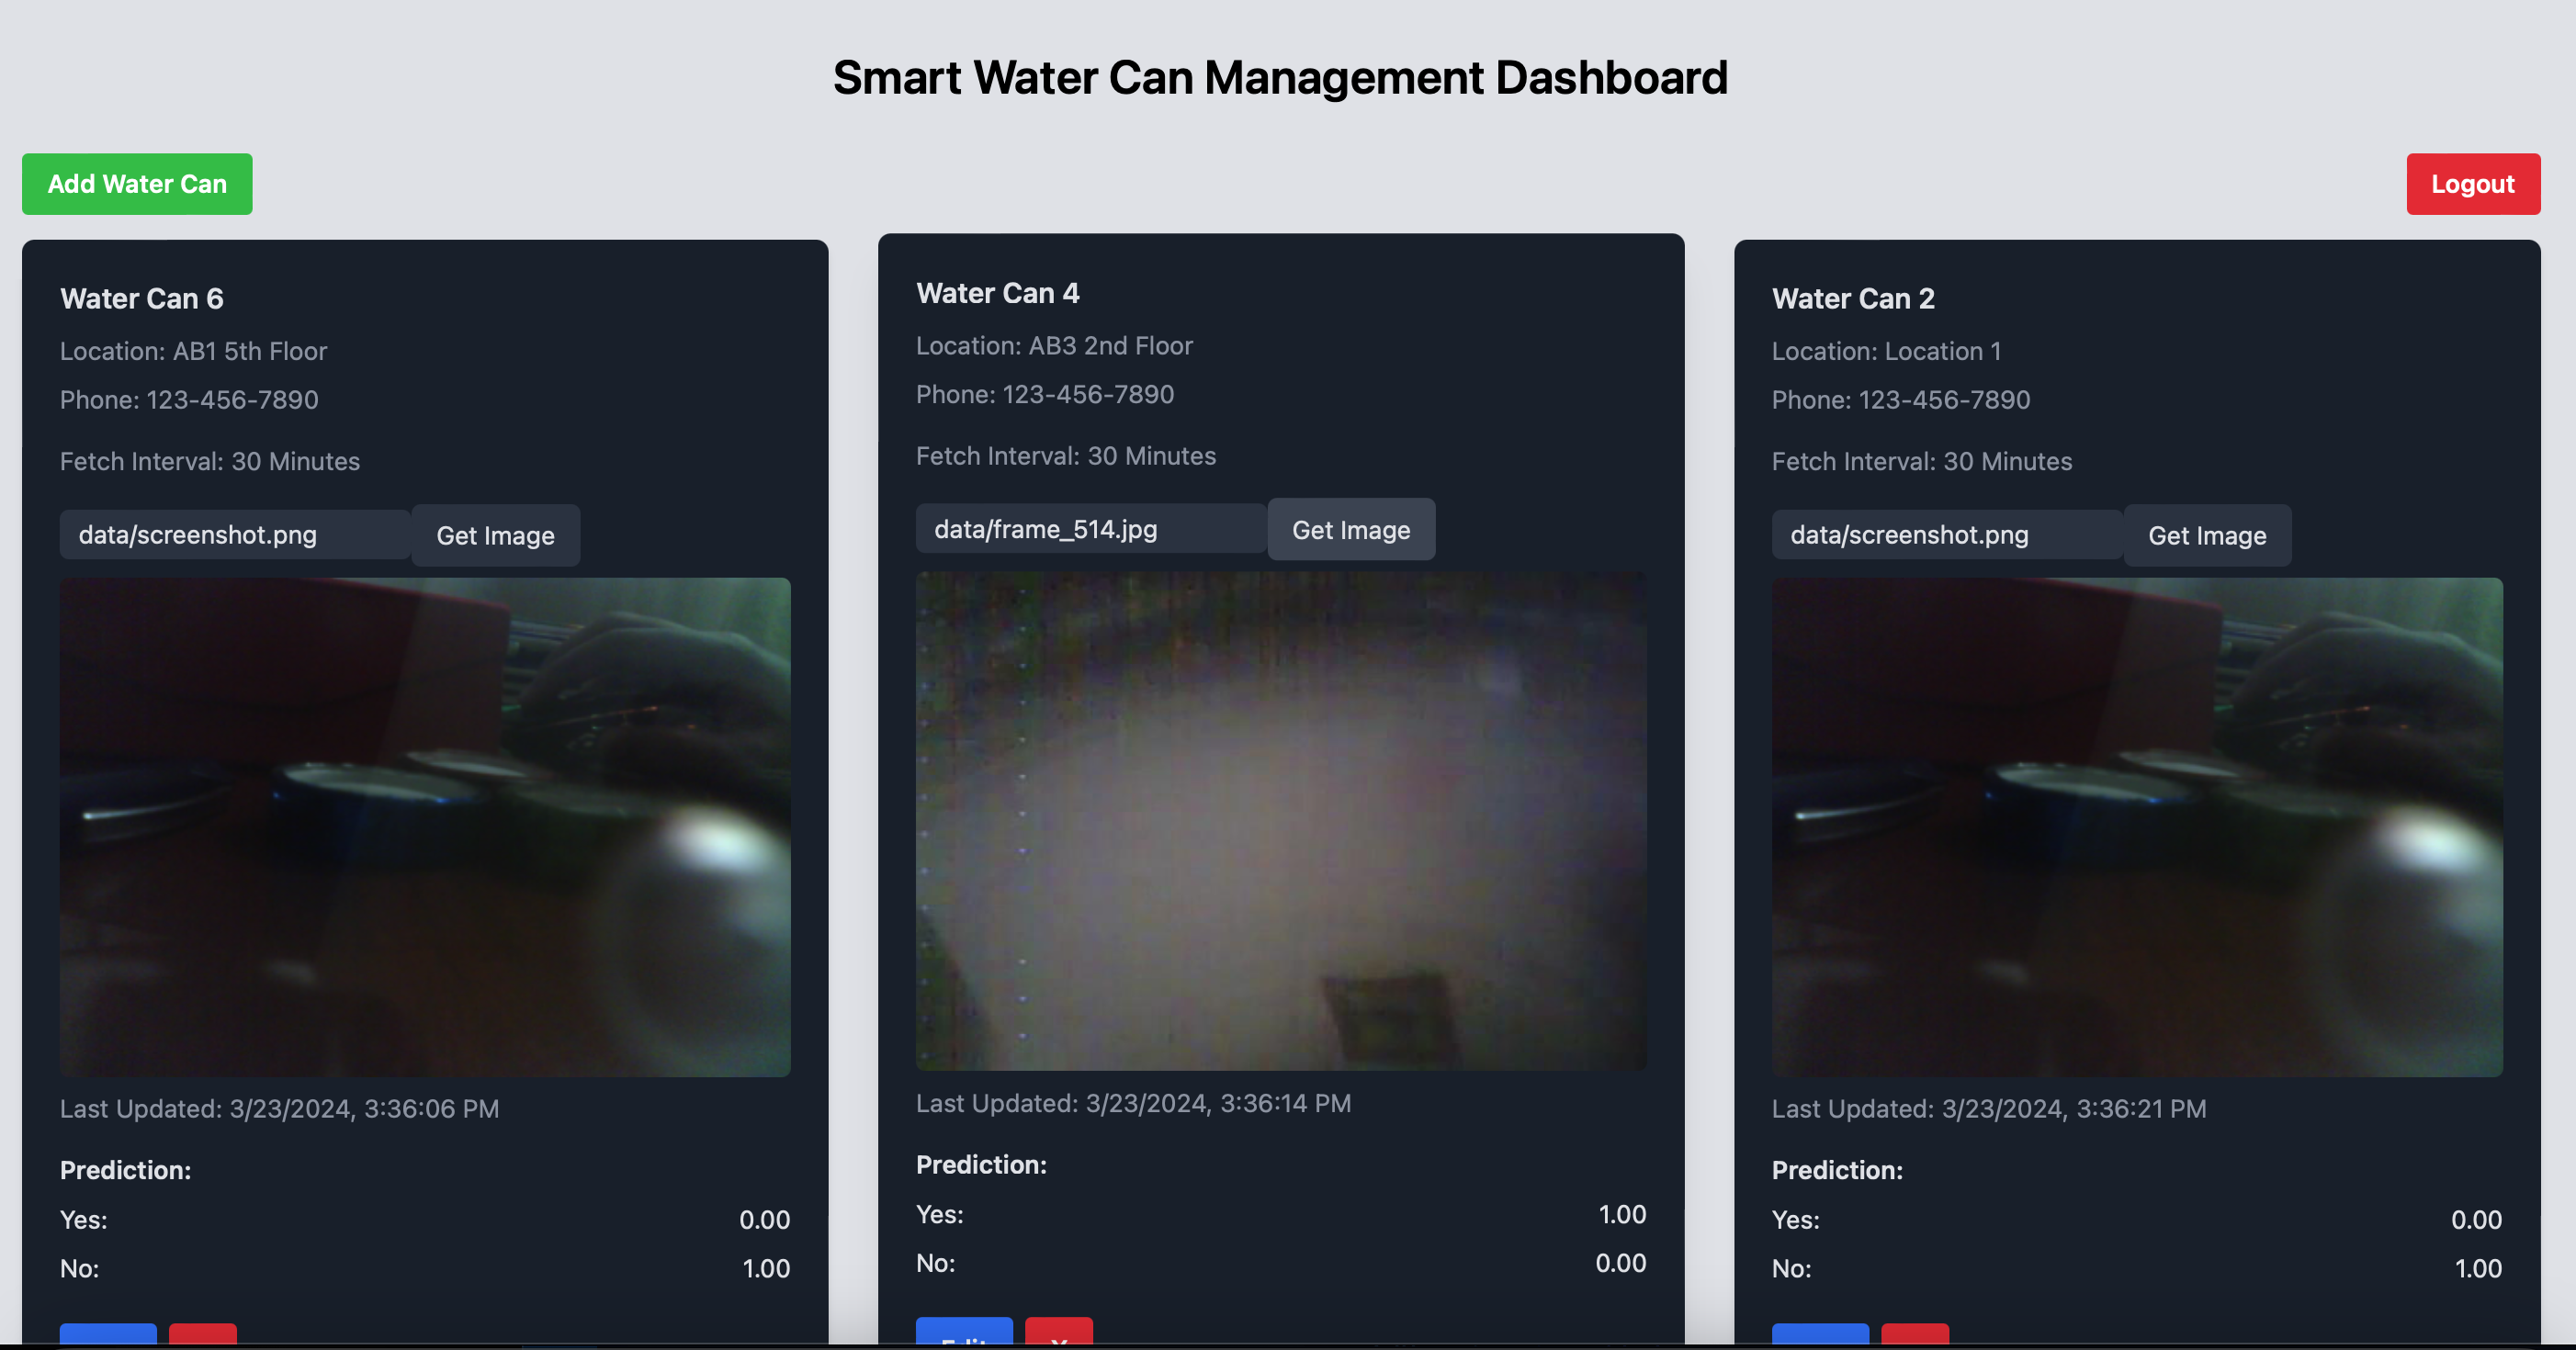 Smart Water Can Management Dashboard
Add Water Can
Logout
Water Can 6
Location: AB1 5th Floor
Phone: 123-456-7890
Fetch Interval: 30 Minutes
data/screenshot.png
Get Image
Last Updated: 3/23/2024, 3:36:06 PM
Prediction:
Yes: 0.00
No: 1.00
Water Can 4
Location: AB3 2nd Floor
Phone: 123-456-7890
Fetch Interval: 30 Minutes
data/frame_514.jpg
Get Image
Last Updated: 3/23/2024, 3:36:14 PM
Prediction:
Yes: 1.00
No: 0.00
Edit X
Water Can 2
Location: Location 1
Phone: 123-456-7890
Fetch Interval: 30 Minutes
data/screenshot.png
Get Image
Last Updated: 3/23/2024, 3:36:21 PM
Prediction:
Yes: 0.00
No: 1.00